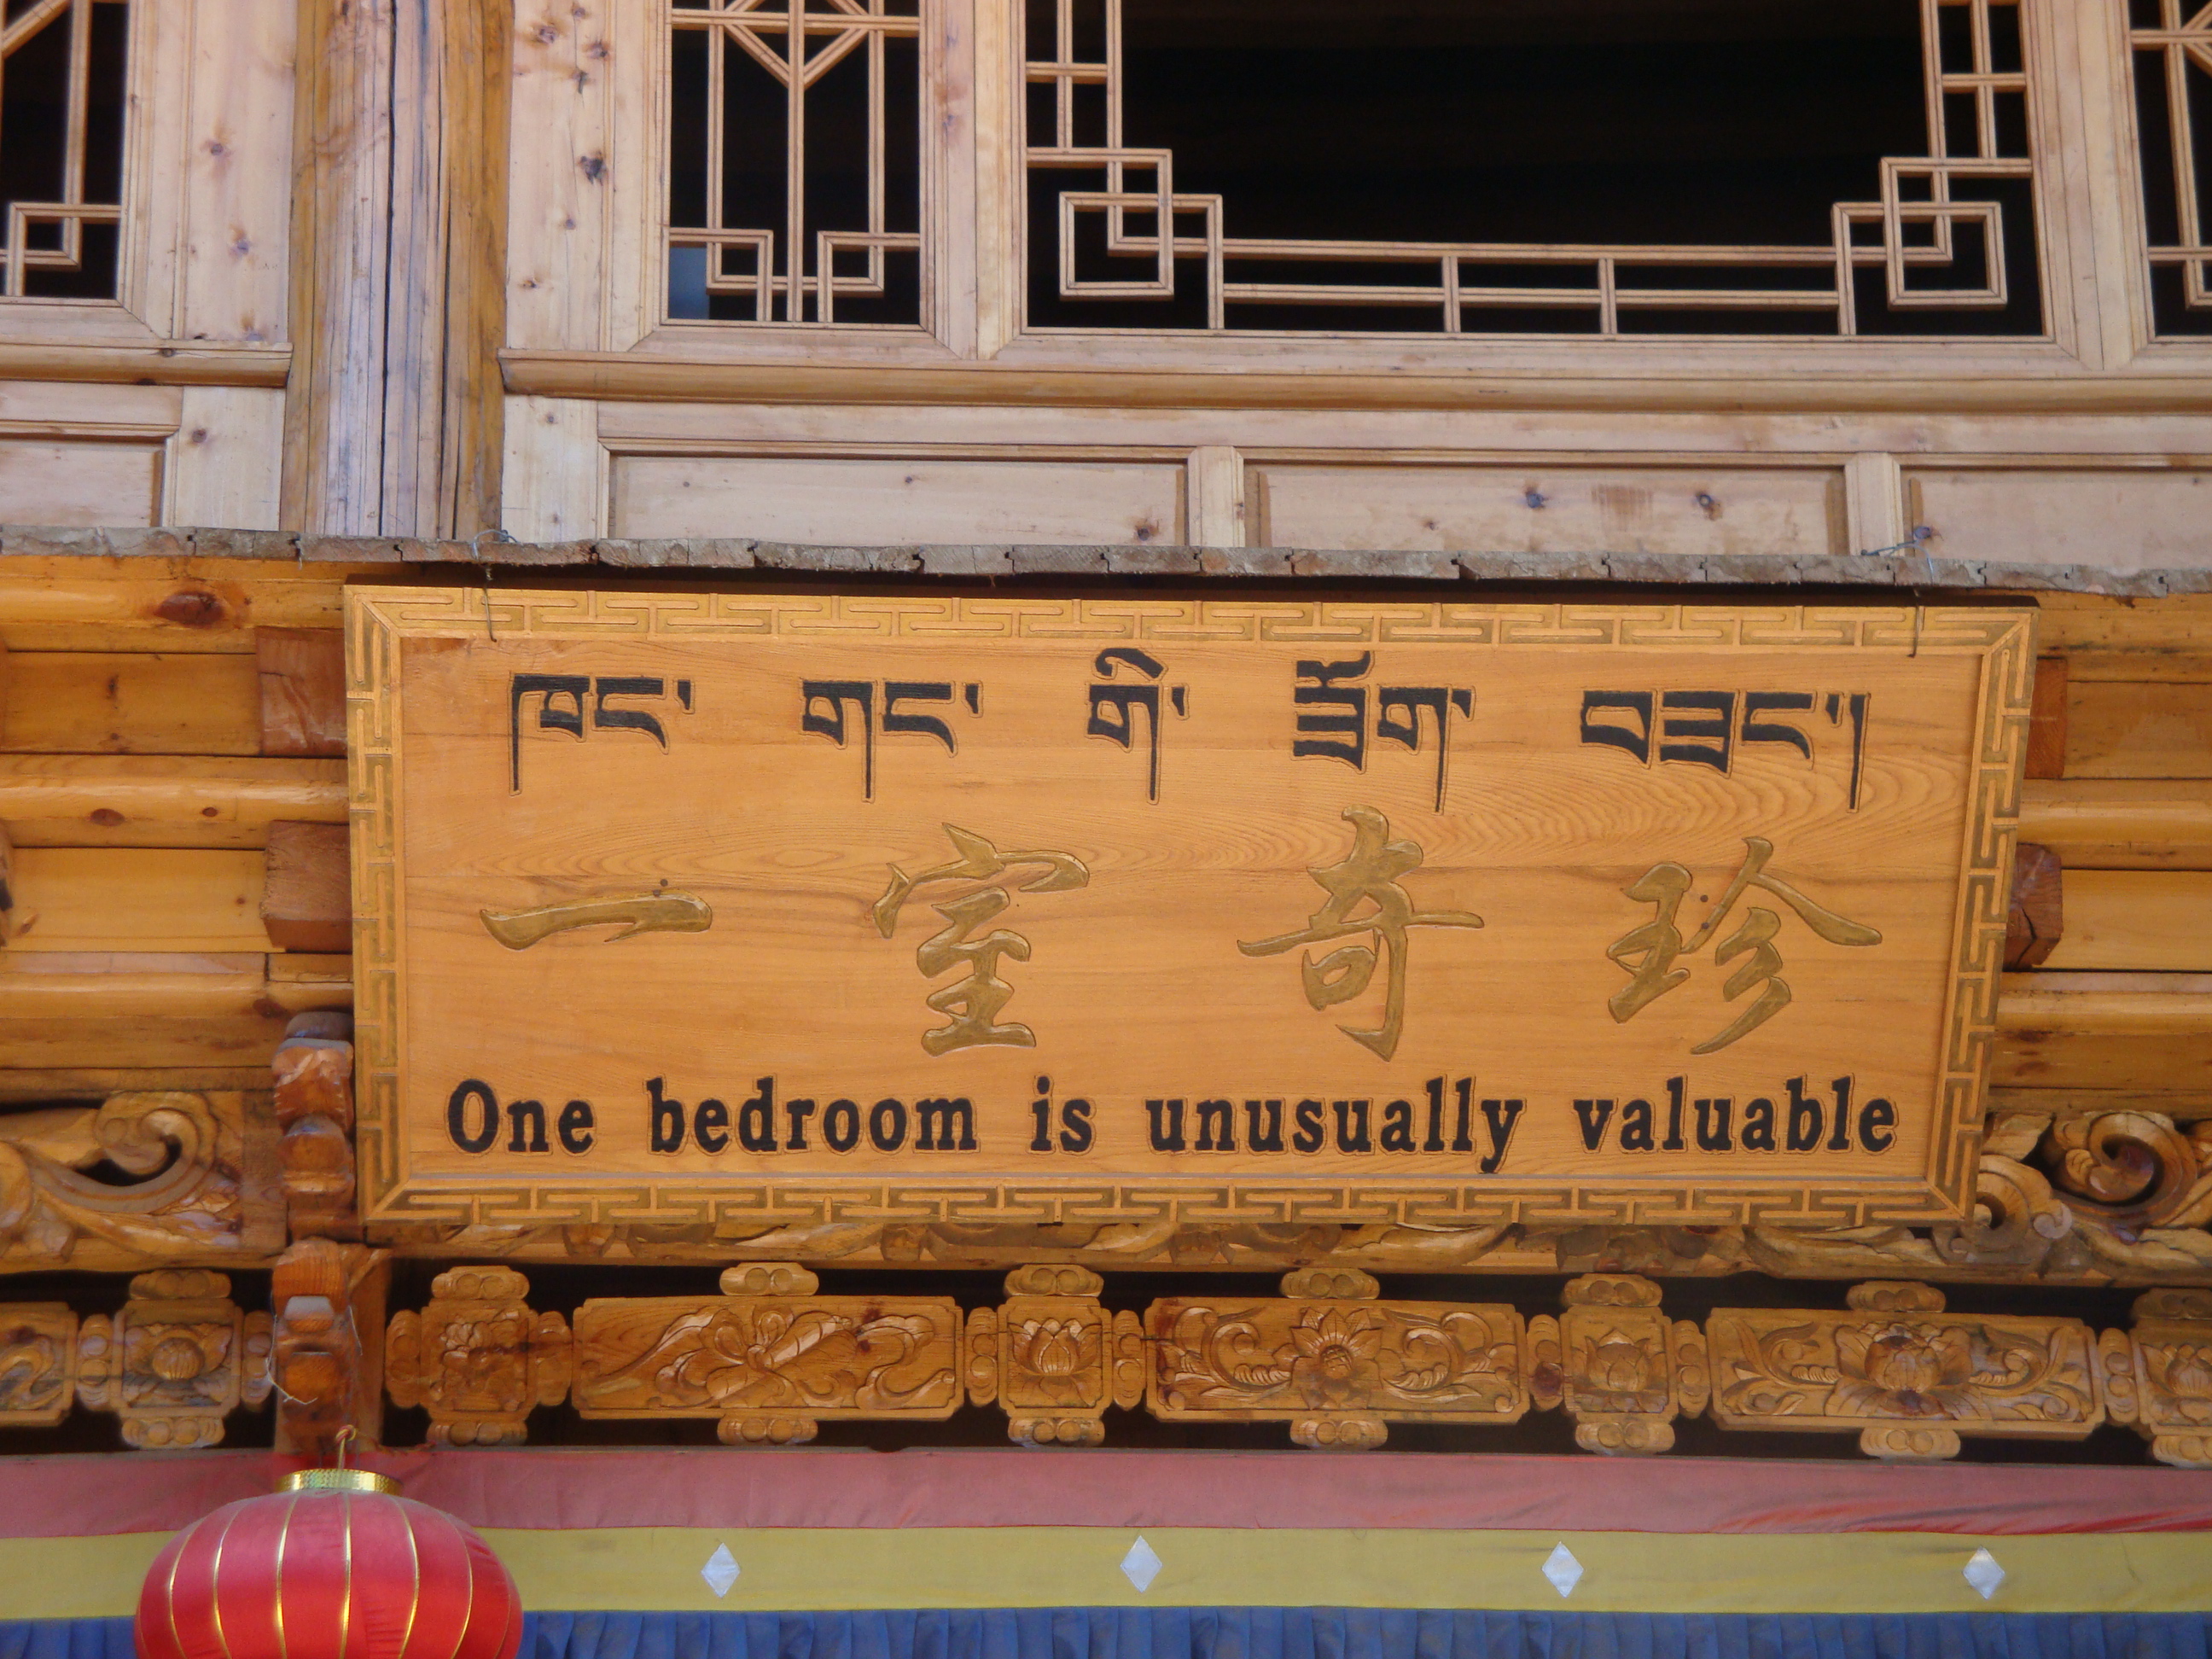 ཁང་ གང་ གི་ ཟོག་ བཟང་།
一室奇珍
One bedroom is unusually valuable